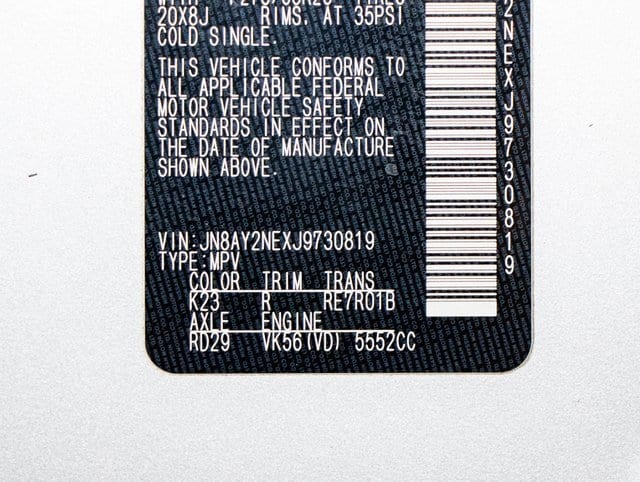 20X8J RIMS. AT 35PSI
COLD SINGLE.
THIS VEHICLE CONFORMS TO
ALL APPLICABLE FEDERAL
MOTOR VEHICLE SAFETY
STANDARDS IN EFFECT ON
THE DATE OF MANUFACTURE
SHOWN ABOVE.
VIN:JN8AY2NEXJ9730819
TYPE:MPV
COLOR TRIM TRANS
K23 R RE7R01B
AXLE ENGINE
RD29 VK56(VD) 5552CC
2NEXJ9730819